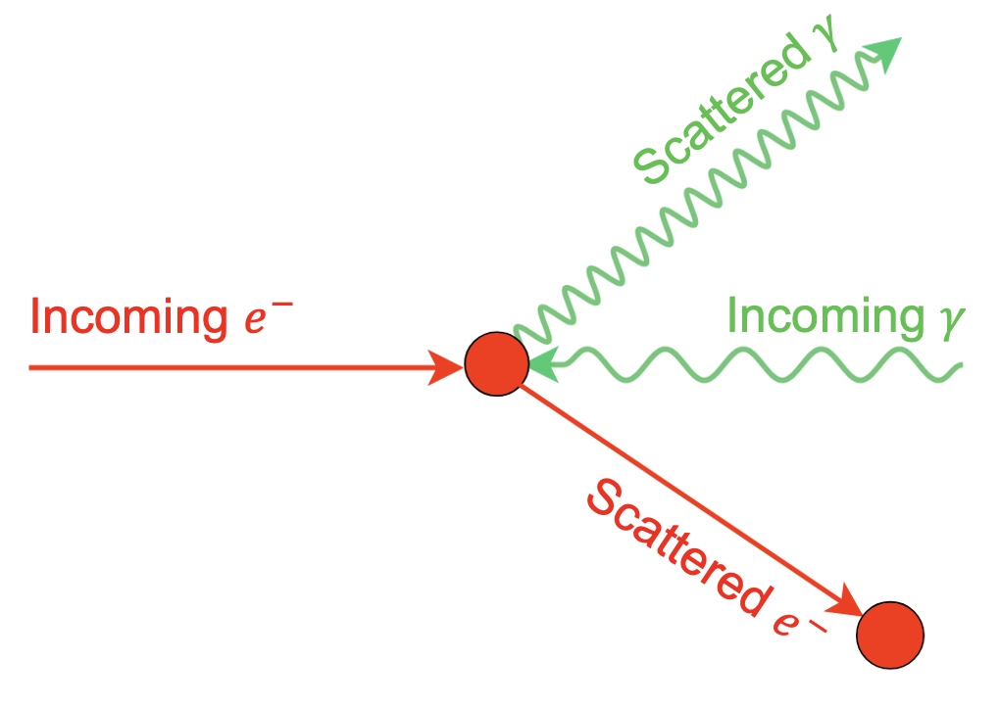 Scattered γ
Incoming e⁻
Incoming γ
Scattered e⁻